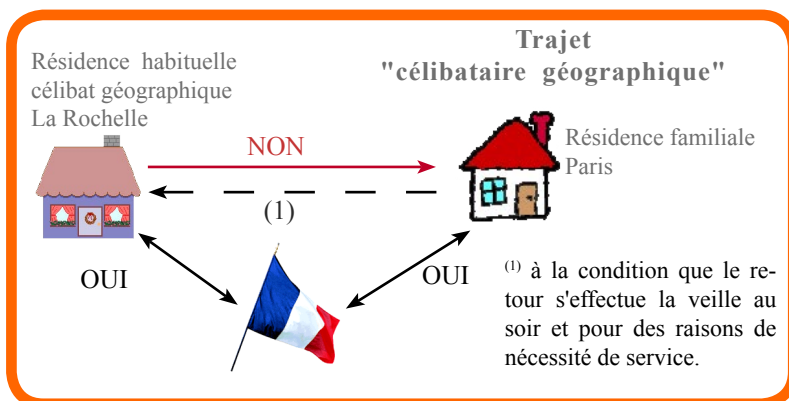 Trajet
"célibataire géographique"
Résidence habituelle
célibat géographique
La Rochelle
NON
Résidence familiale
Paris
(1)
OUI
OUI
(1) à la condition que le re-
tour s'effectue la veille au
soir et pour des raisons de
nécessité de service.